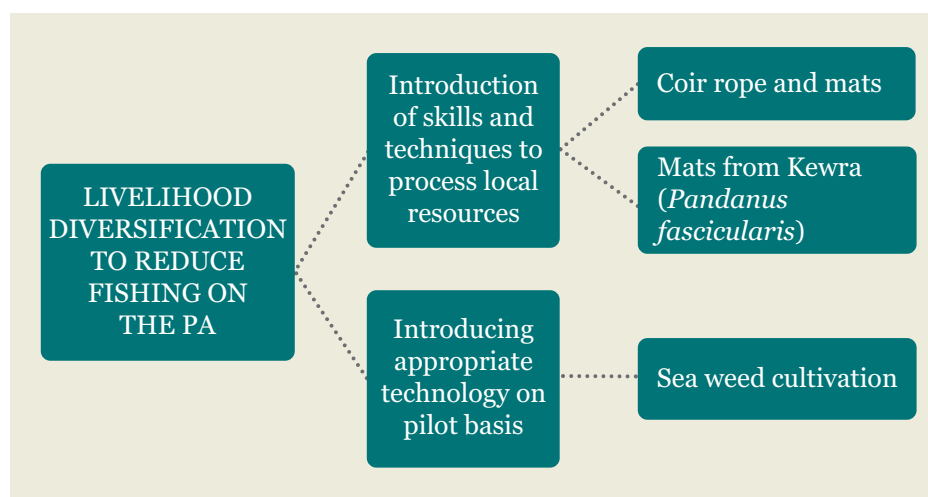 LIVELIHOOD
DIVERSIFICATION
TO REDUCE
FISHING ON
THE PA
Introduction
of skills and
techniques to
process local
resources
Coir rope and mats
Mats from Kewra
(Pandanus
fascicularis)
Introducing
appropriate
technology on
pilot basis
Sea weed cultivation